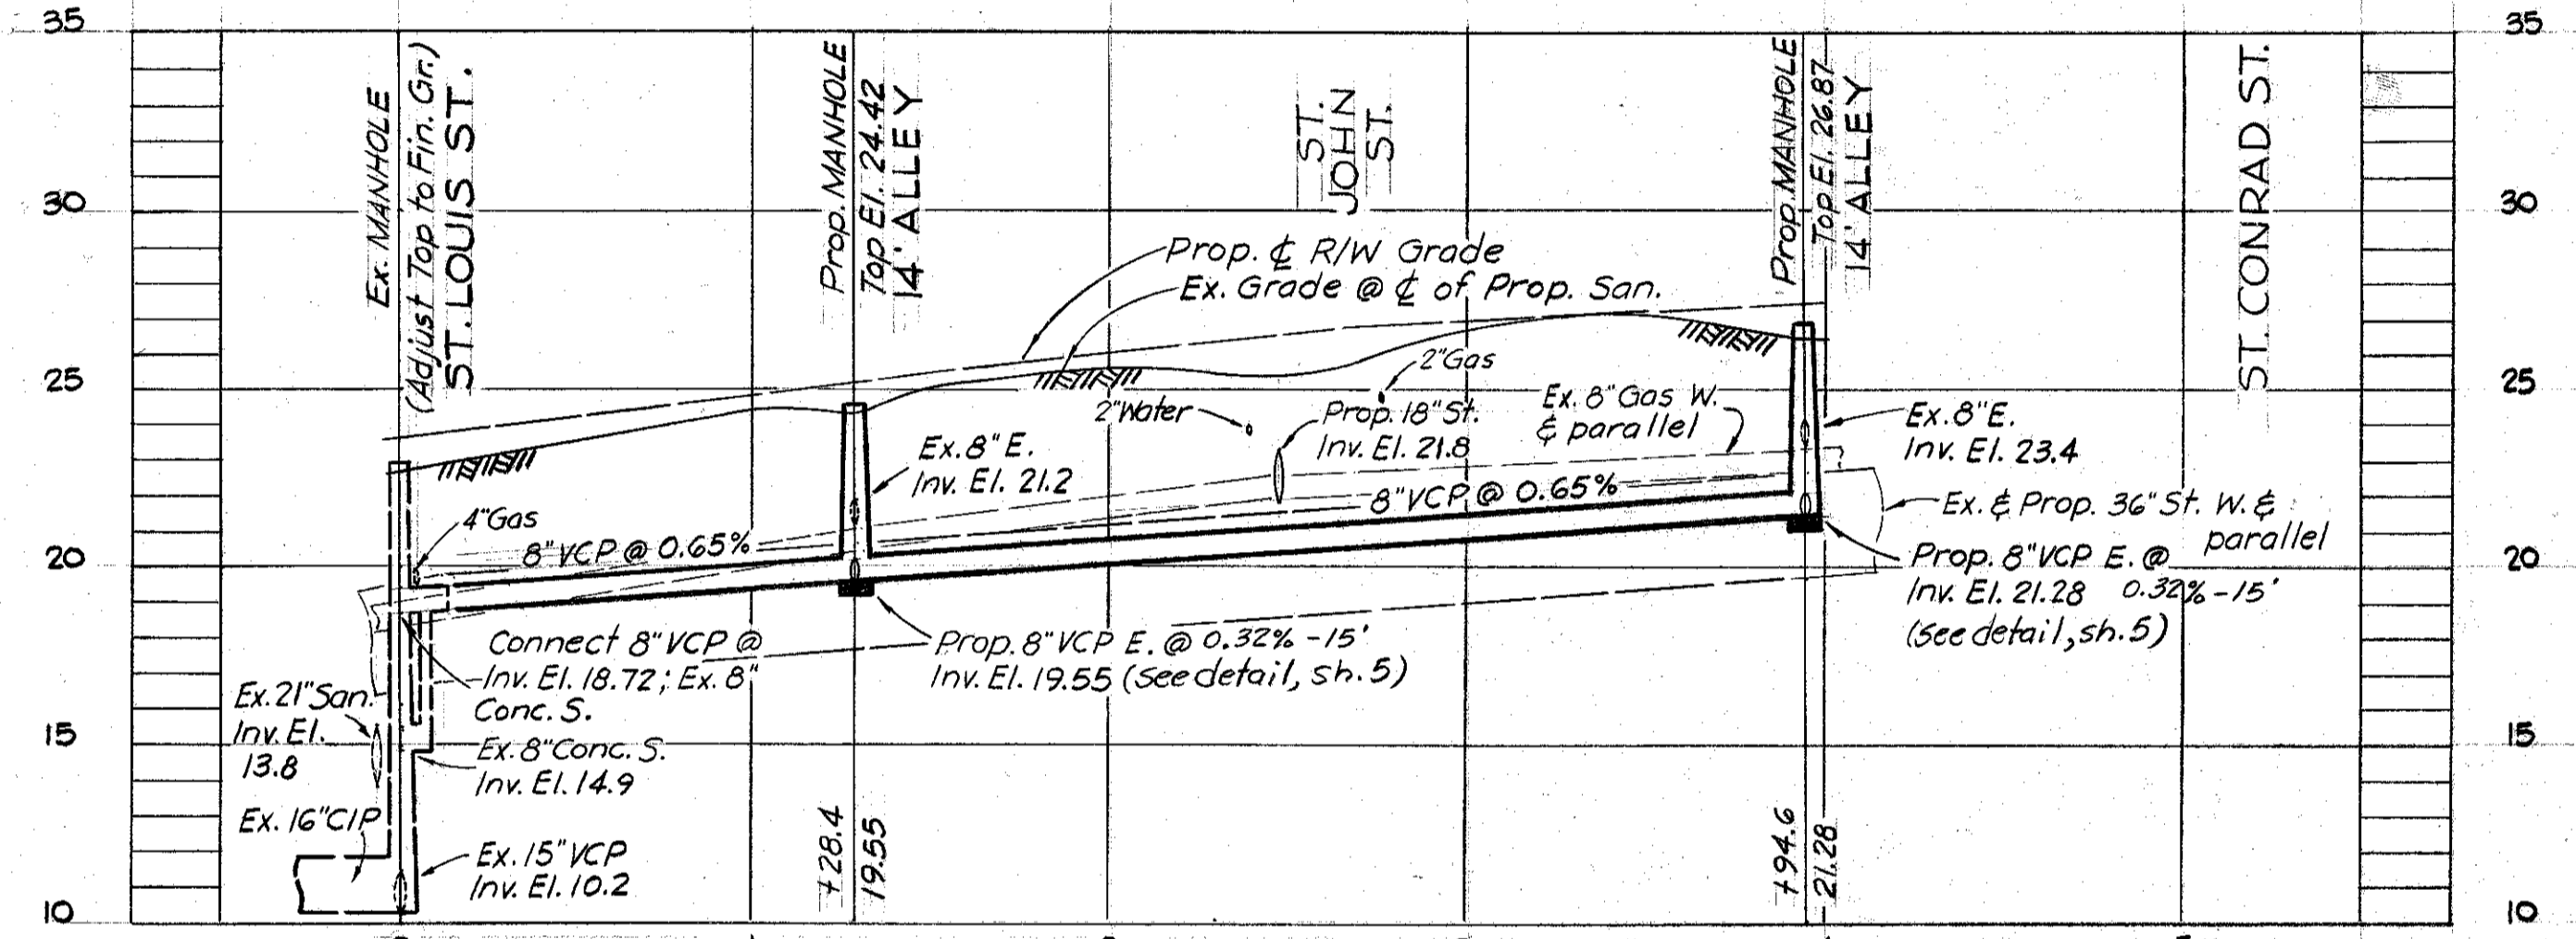 35
35
30
30
25
25
20
20
15
15
10
10
Ex. MANHOLE
(Adjust Top to Fin. Gr.)
ST. LOUIS ST.
Prop. MANHOLE
Top El. 24.42
14' ALLEY
ST.
JOHN
ST.
Prop. MANHOLE
Top El. 26.87
14' ALLEY
ST. CONRAD ST.
Prop. ℄ R/W Grade
Ex. Grade @ ℄ of Prop. San.
2"Gas
2"Water
Prop. 18" St.
Inv. El. 21.8
Ex. 8" Gas W.
& parallel
Ex. 8" E.
Inv. El. 23.4
Ex. 8" E.
Inv. El. 21.2
4"Gas
8" VCP @ 0.65%
8" VCP @ 0.65%
Ex. & Prop. 36" St. W. &
parallel
Prop. 8" VCP E. @
Inv. El. 21.28 0.32% - 15'
(See detail, sh. 5)
Connect 8" VCP @
Inv. El. 18.72; Ex. 8"
Conc. S.
Prop. 8" VCP E. @ 0.32% - 15'
Inv. El. 19.55 (See detail, sh. 5)
Ex. 21" San.
Inv. El.
13.8
Ex. 8" Conc. S.
Inv. El. 14.9
Ex. 16" CIP
Ex. 15" VCP
Inv. El. 10.2
+28.4
19.55
+94.6
21.28